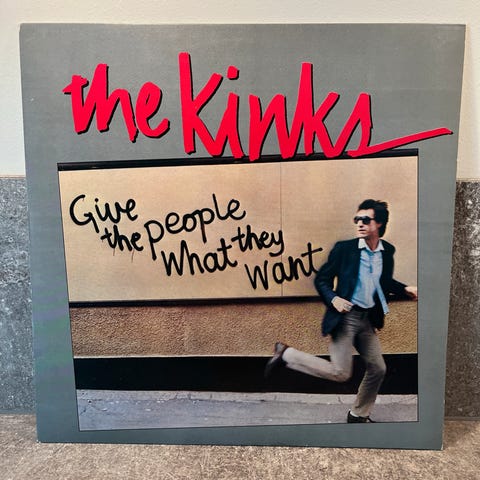 the Kinks
Give
the people
what they
want